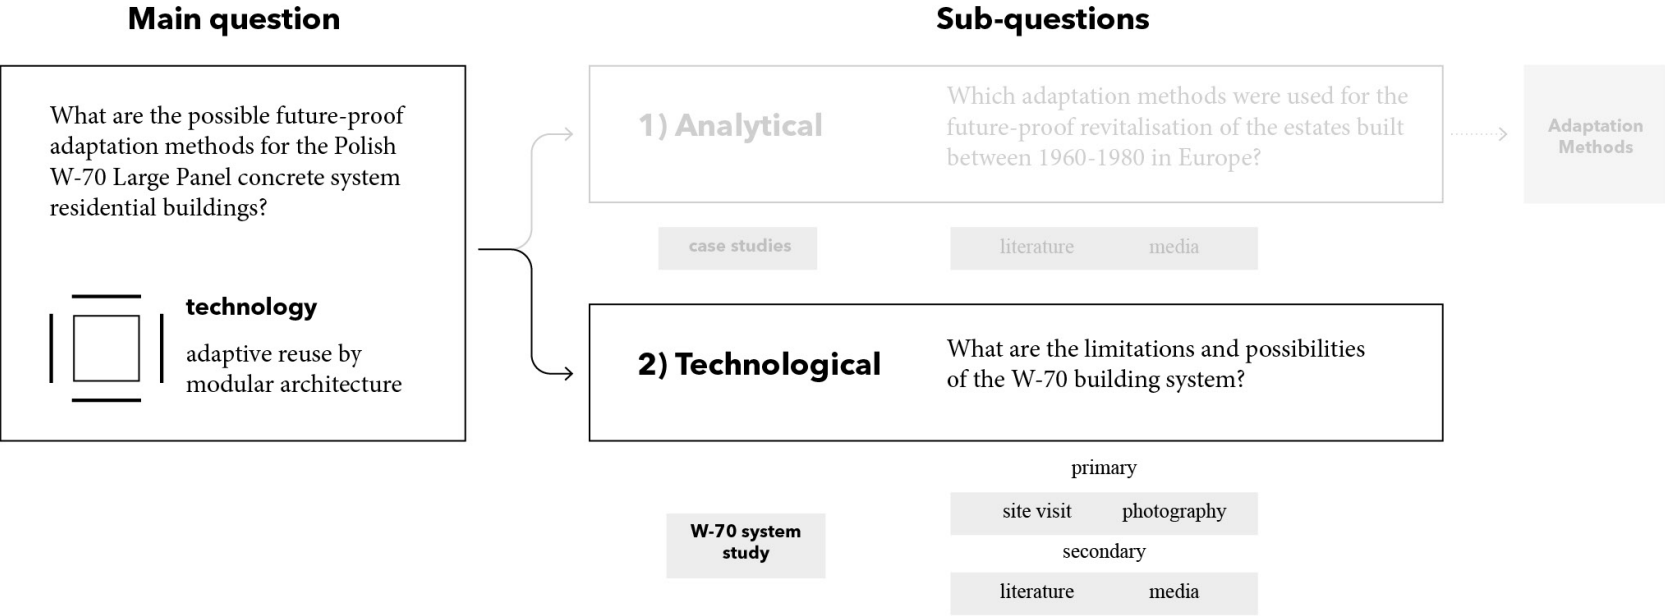 Main question
Sub-questions
What are the possible future-proof
adaptation methods for the Polish
W-70 Large Panel concrete system
residential buildings?
technology
adaptive reuse by
modular architecture
1) Analytical
Which adaptation methods were used for the
future-proof revitalisation of the estates built
between 1960-1980 in Europe?
Adaptation
Methods
case studies
literature media
2) Technological
What are the limitations and possibilities
of the W-70 building system?
W-70 system
study
primary
site visit photography
secondary
literature media